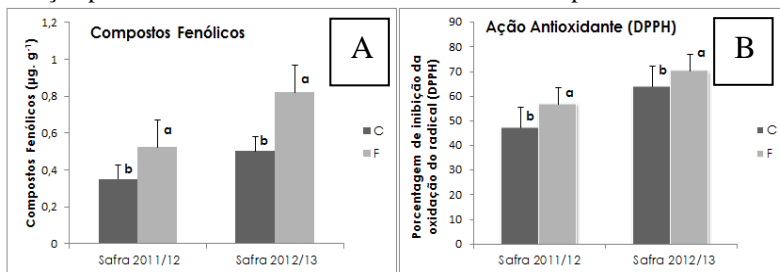 Compostos Fenólicos
A
Compostos Fenólicos (µg. g⁻¹)
1,2
1
0,8
0,6
0,4
0,2
0
b
a
b
a
C
F
Safra 2011/12
Safra 2012/13
Ação Antioxidante (DPPH)
B
Porcentagem de inibição da
oxidação do radical (DPPH)
90
80
70
60
50
40
30
20
10
0
b
a
b
a
C
F
Safra 2011/12
Safra 2012/13